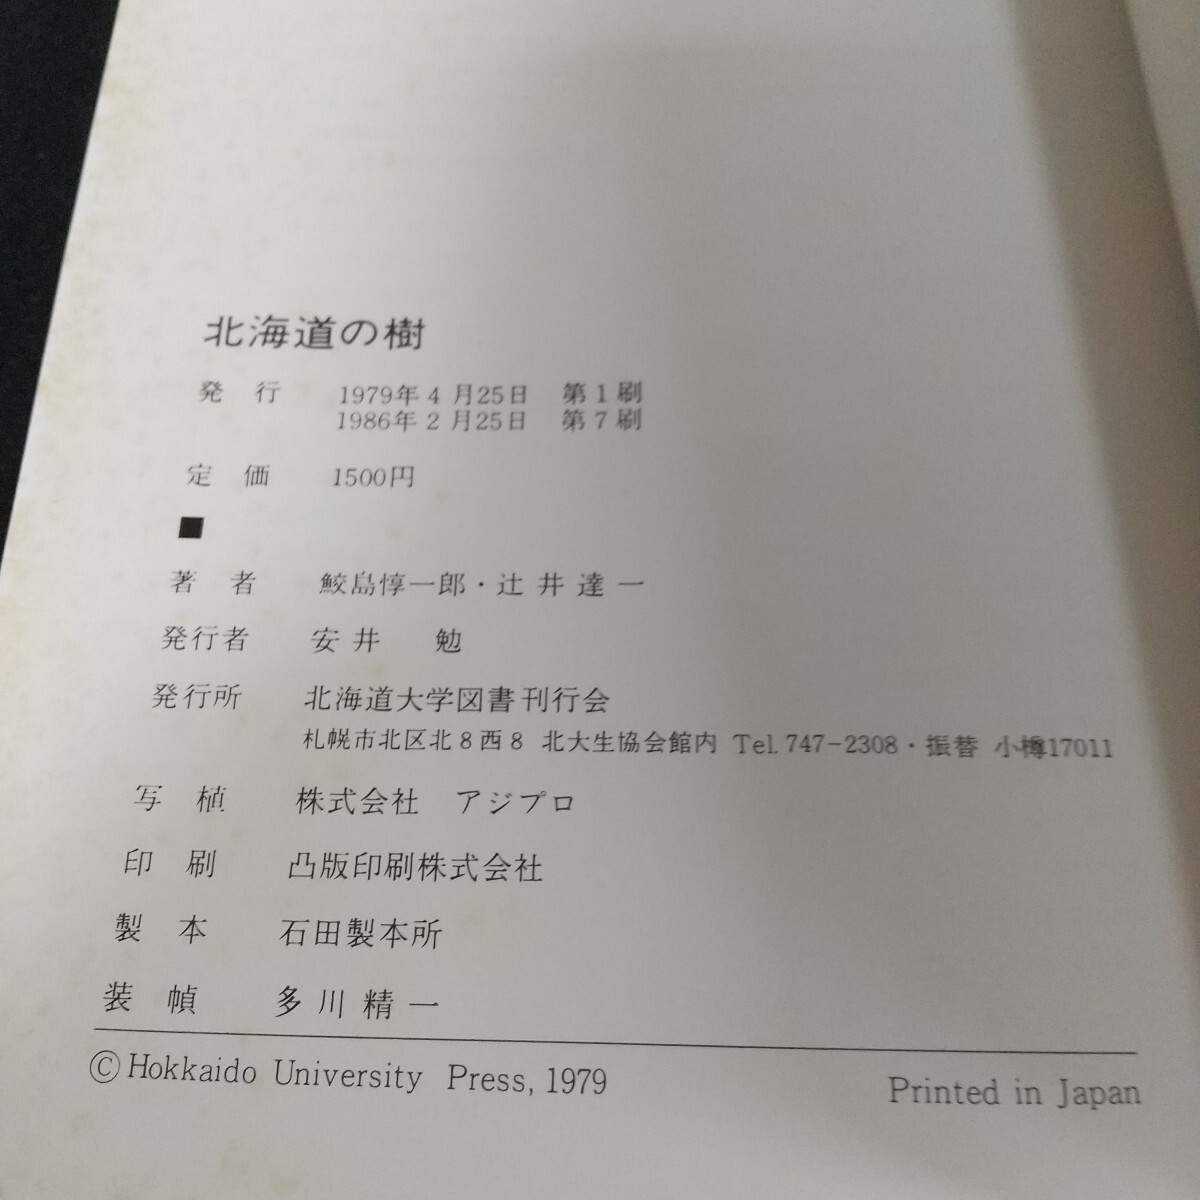 北海道の樹
発 行 1979年4月25日 第1刷
1986年2月25日 第7刷
定 価 1500円
■
著 者 鮫島惇一郎・辻井達一
発行者 安井 勉
発行所 北海道大学図書刊行会
札幌市北区北8西8 北大生協会館内 Tel.747-2308・振替 小樽17011
写 植 株式会社 アジプロ
印 刷 凸版印刷株式会社
製 本 石田製本所
装 幀 多川精一
©Hokkaido University Press, 1979
Printed in Japan